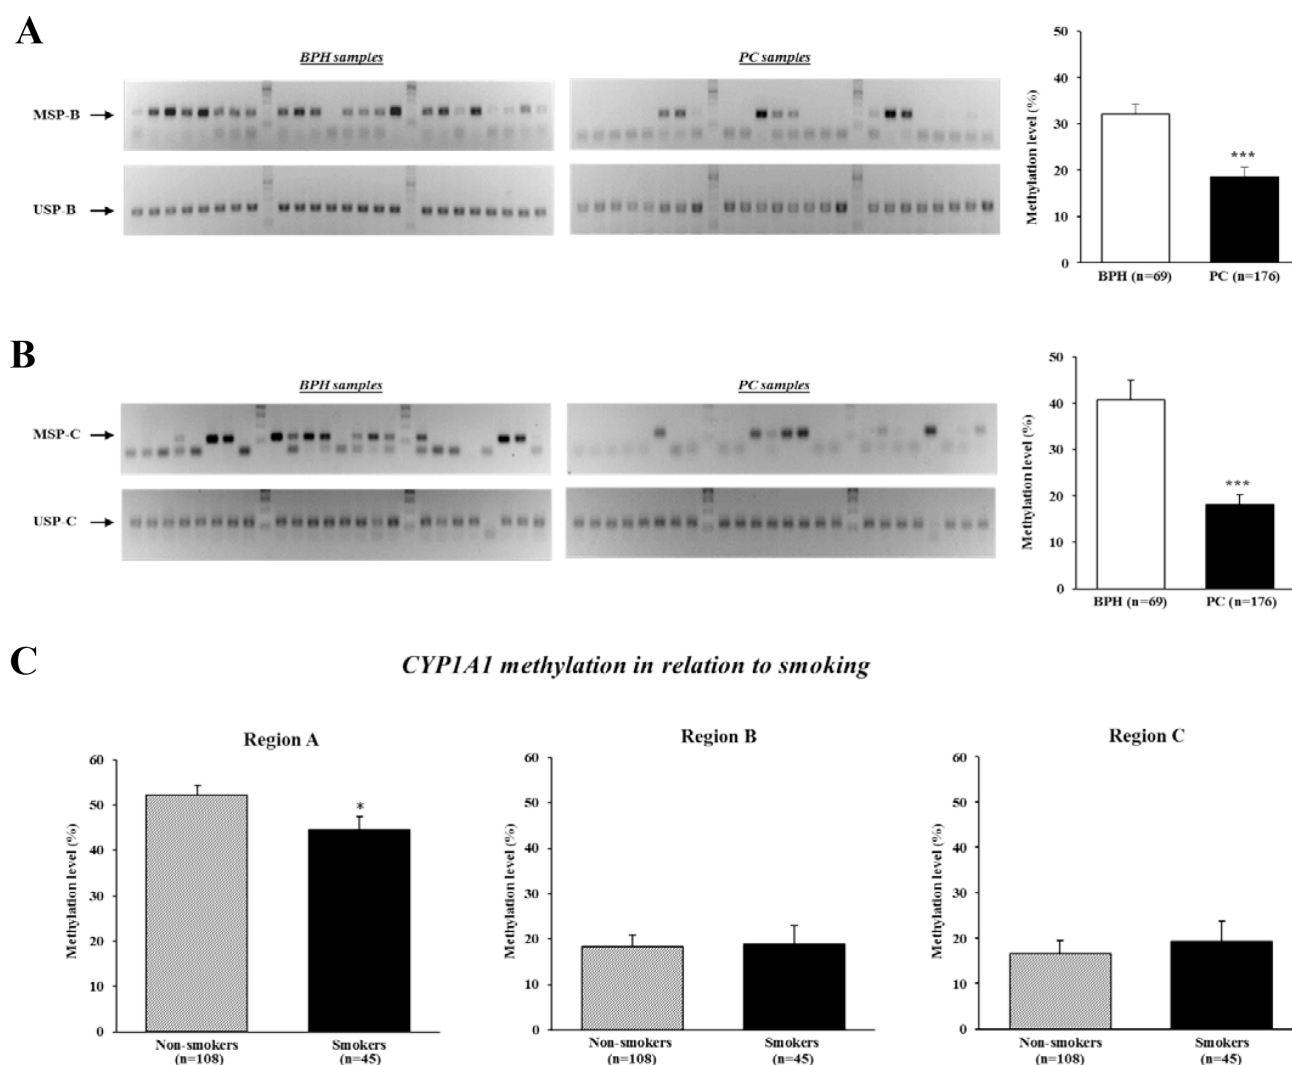 A
BPH samples
PC samples
MSP-B
USP-B
Methylation level (%)
50
40
30
20
10
0
***
BPH (n=69)
PC (n=176)
B
BPH samples
PC samples
MSP-C
USP-C
Methylation level (%)
50
40
30
20
10
0
***
BPH (n=69)
PC (n=176)
C
CYP1A1 methylation in relation to smoking
Region A
Methylation level (%)
60
50
40
30
20
10
0
*
Non-smokers
(n=108)
Smokers
(n=45)
Region B
Methylation level (%)
60
50
40
30
20
10
0
Non-smokers
(n=108)
Smokers
(n=45)
Region C
Methylation level (%)
60
50
40
30
20
10
0
Non-smokers
(n=108)
Smokers
(n=45)